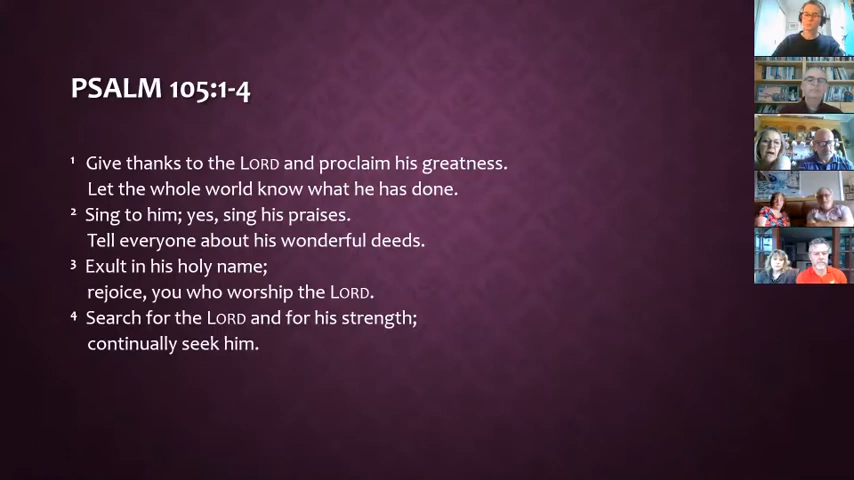 PSALM 105:1-4
1 Give thanks to the LORD and proclaim his greatness.
Let the whole world know what he has done.
2 Sing to him; yes, sing his praises.
Tell everyone about his wonderful deeds.
3 Exult in his holy name;
rejoice, you who worship the LORD.
4 Search for the LORD and for his strength;
continually seek him.